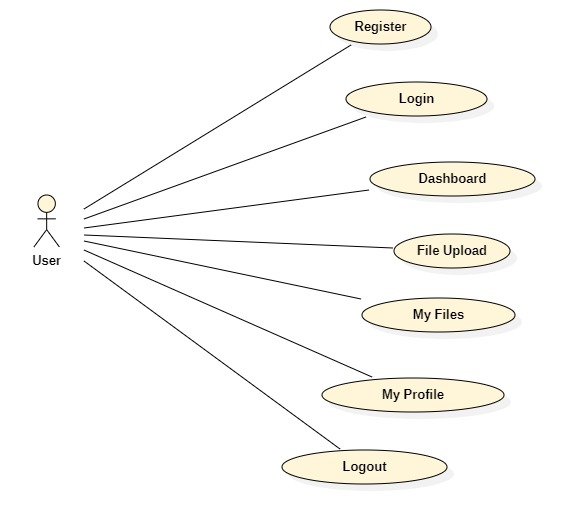 Register
Login
Dashboard
File Upload
User
My Files
My Profile
Logout